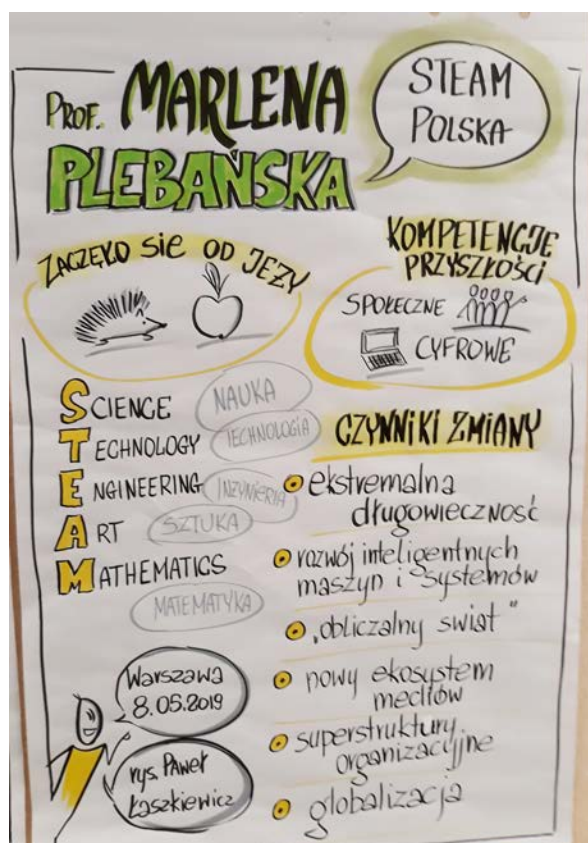 Prof. MARLENA
PLEBAŃSKA
STEAM
POLSKA
ZACZĘŁO SIĘ OD JEŻY
KOMPETENCJE
PRZYSZŁOŚCI
SPOŁECZNE
CYFROWE
SCIENCE
NAUKA
TECHNOLOGY
TECHNOLOGIA
ENGINEERING
INŻYNIERIA
ART
SZTUKA
MATHEMATICS
MATEMATYKA
CZYNNIKI ZMIANY
ekstremalna
długowieczność
rozwój inteligentnych
maszyn i systemów
„obliczalny świat”
nowy ekosystem
mediów
superstruktury
organizacyjne
globalizacja
Warszawa
8.05.2019
rys. Paweł
Łaszkiewicz